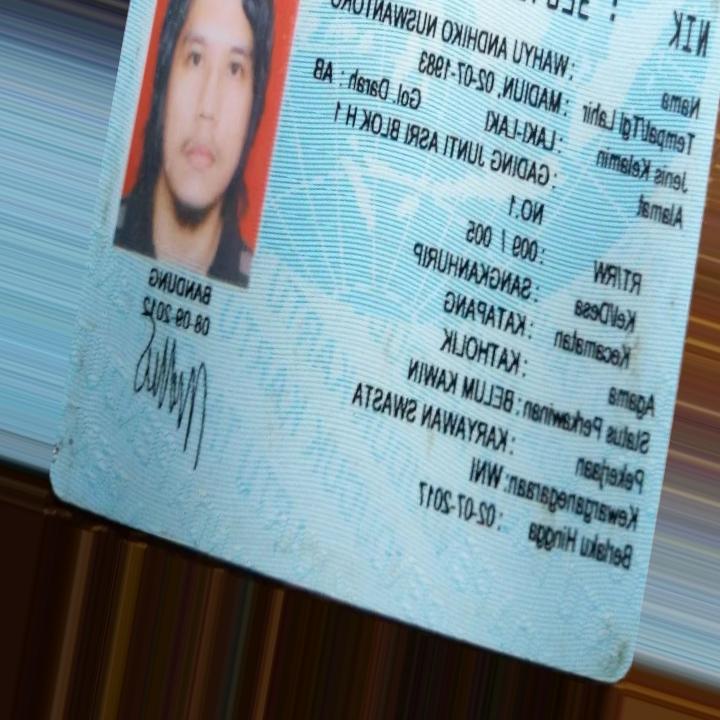 NIK :
Nama : WAHYU ANDHIKO NUSWANTORO
Tempat/Tgl Lahir : MADIUN, 02-07-1983
Jenis Kelamin : LAKI-LAKI Gol. Darah : AB
Alamat : GADING JUNTI ASRI BLOK H 1
NO.1
RT/RW : 009 / 005
Kel/Desa : SANGKANHURIP
Kecamatan : KATAPANG
Agama : KATHOLIK
Status Perkawinan: BELUM KAWIN
Pekerjaan : KARYAWAN SWASTA
Kewarganegaraan: WNI
Berlaku Hingga : 02-07-2017
BANDUNG
08-09-2012